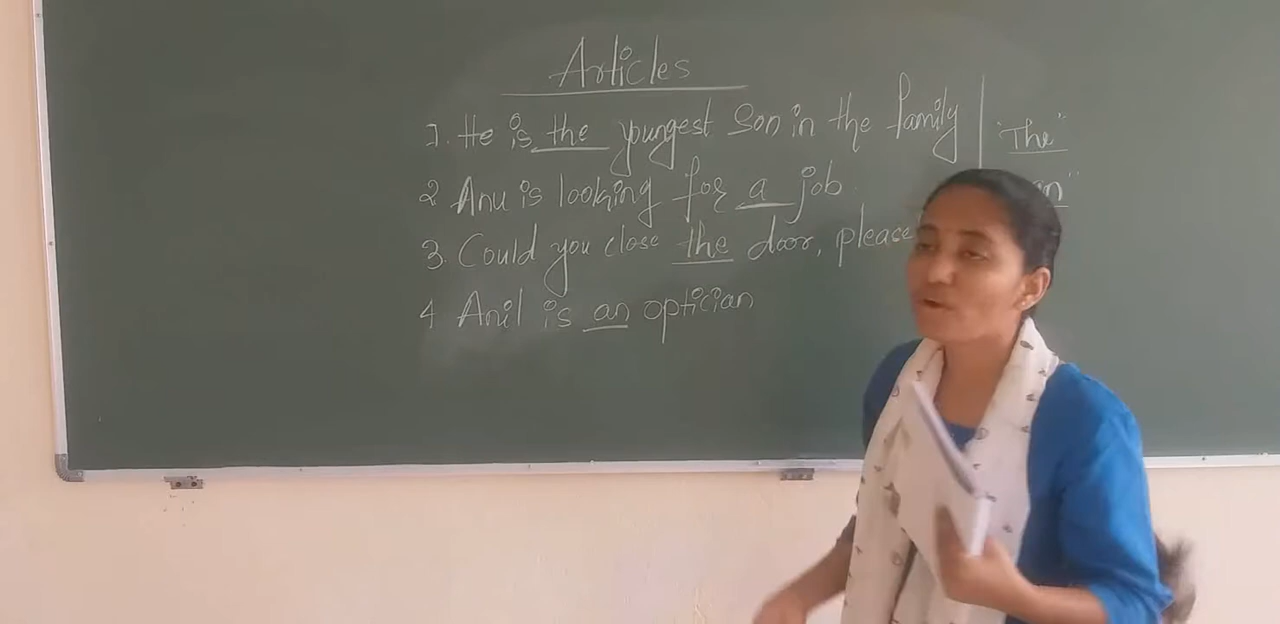 Articles
1. He is the youngest son in the family
2 Anu is looking for a job.
3. Could you close the door, please
4 Anil is an optician
"The"
an"